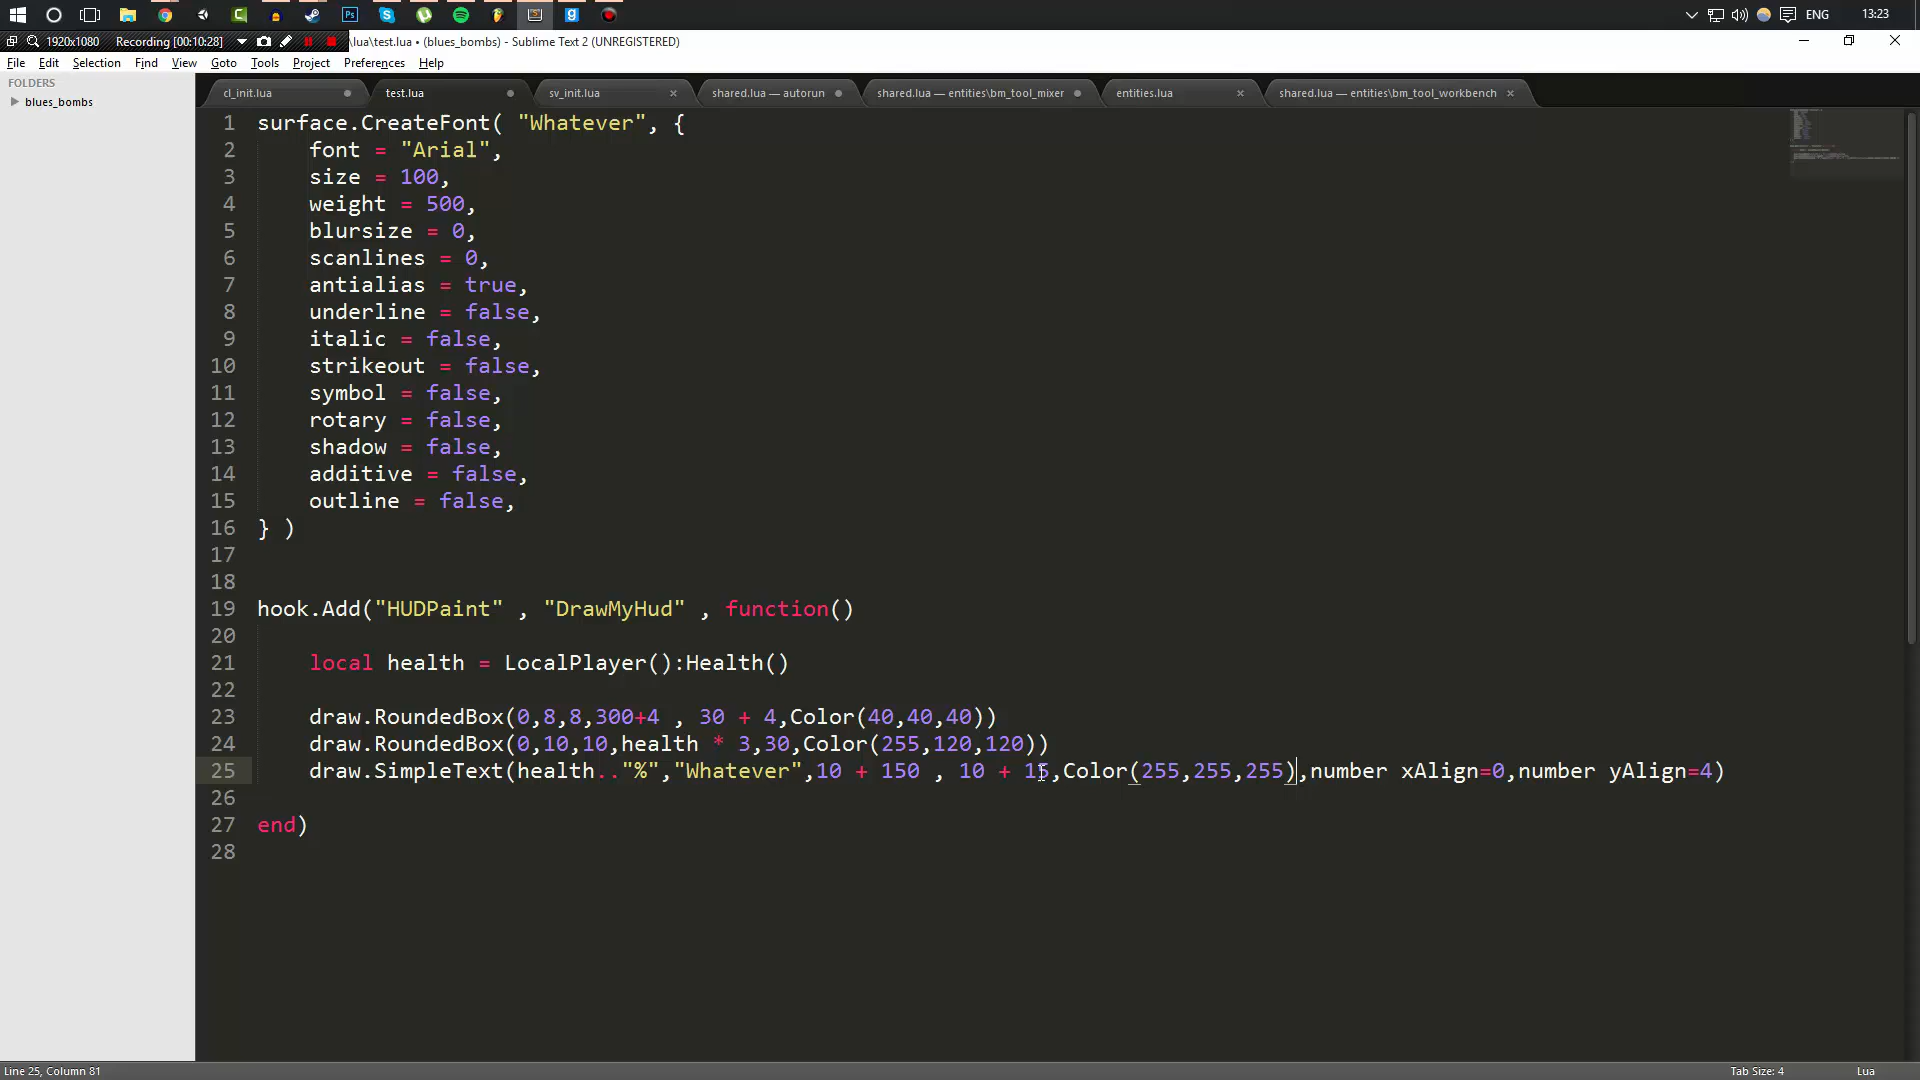 ENG 13:23
1920x1080 Recording [00:10:28] \lua\test.lua • (blues_bombs) - Sublime Text 2 (UNREGISTERED)
File Edit Selection Find View Goto Tools Project Preferences Help
FOLDERS
blues_bombs
cl_init.lua test.lua sv_init.lua shared.lua — autorun shared.lua — entities\bm_tool_mixer entities.lua shared.lua — entities\bm_tool_workbench
1 surface.CreateFont( "Whatever", {
2 font = "Arial",
3 size = 100,
4 weight = 500,
5 blursize = 0,
6 scanlines = 0,
7 antialias = true,
8 underline = false,
9 italic = false,
10 strikeout = false,
11 symbol = false,
12 rotary = false,
13 shadow = false,
14 additive = false,
15 outline = false,
16 } )
17
18
19 hook.Add("HUDPaint" , "DrawMyHud" , function()
20
21 local health = LocalPlayer():Health()
22
23 draw.RoundedBox(0,8,8,300+4 , 30 + 4,Color(40,40,40))
24 draw.RoundedBox(0,10,10,health * 3,30,Color(255,120,120))
25 draw.SimpleText(health.."%","Whatever",10 + 150 , 10 + 15,Color(255,255,255),number xAlign=0,number yAlign=4)
26
27 end)
28
Line 25, Column 81 Tab Size: 4 Lua